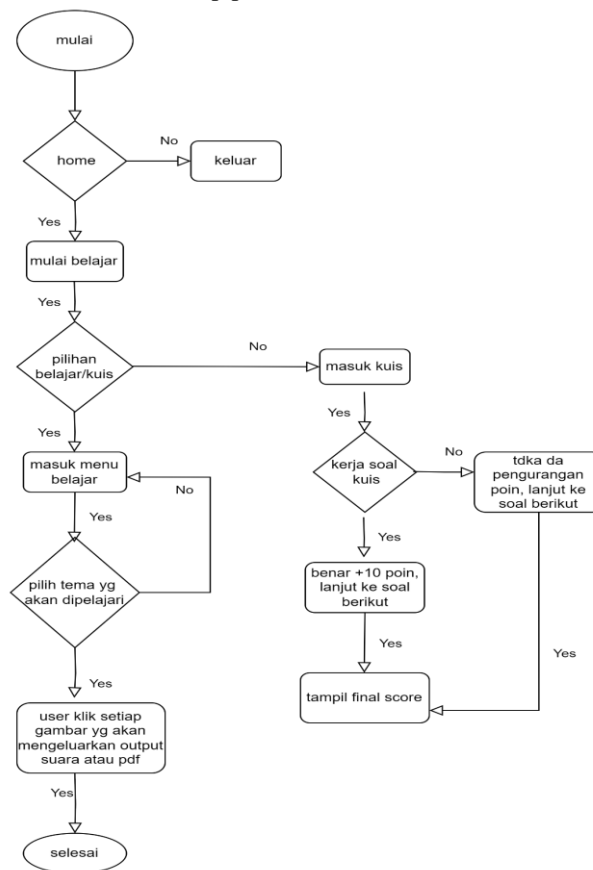 mulai
home
No
keluar
Yes
mulai belajar
Yes
pilihan
belajar/kuis
No
masuk kuis
Yes
masuk menu
belajar
No
Yes
pilih tema yg
akan dipelajari
Yes
user klik setiap
gambar yg akan
mengeluarkan output
suara atau pdf
Yes
selesai
Yes
kerja soal
kuis
No
tdka da
pengurangan
poin, lanjut ke
soal berikut
Yes
benar +10 poin,
lanjut ke soal
berikut
Yes
Yes
tampil final score